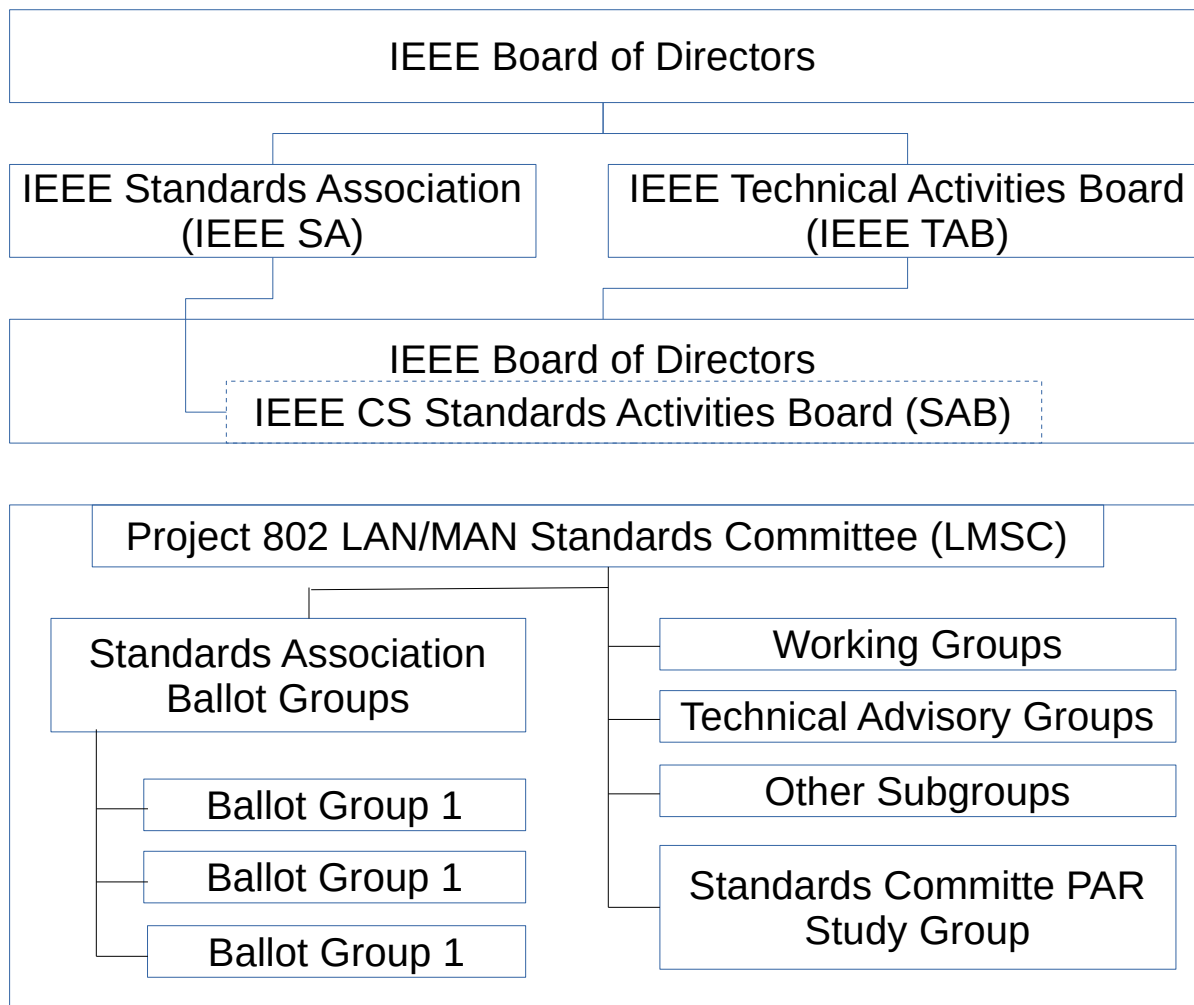 IEEE Board of Directors
IEEE Standards Association
(IEEE SA)
IEEE Technical Activities Board
(IEEE TAB)
IEEE Board of Directors
IEEE CS Standards Activities Board (SAB)
Project 802 LAN/MAN Standards Committee (LMSC)
Standards Association
Ballot Groups
Ballot Group 1
Ballot Group 1
Ballot Group 1
Working Groups
Technical Advisory Groups
Other Subgroups
Standards Committe PAR
Study Group